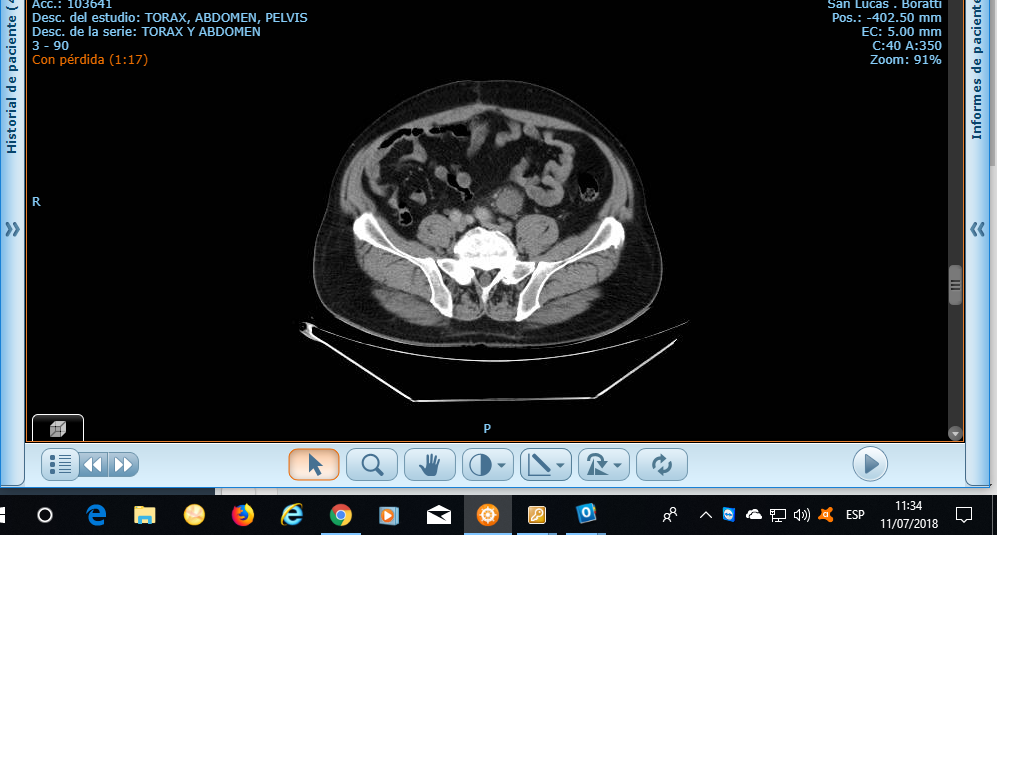 Acc.: 103641
Desc. del estudio: TORAX, ABDOMEN, PELVIS
Desc. de la serie: TORAX Y ABDOMEN
3 - 90
Con pérdida (1:17)
San Lucas . Boratti
Pos.: -402.50 mm
EC: 5.00 mm
C:40 A:350
Zoom: 91%
Historial de paciente (
Informes de paciente
R
P
ESP
11:34
11/07/2018